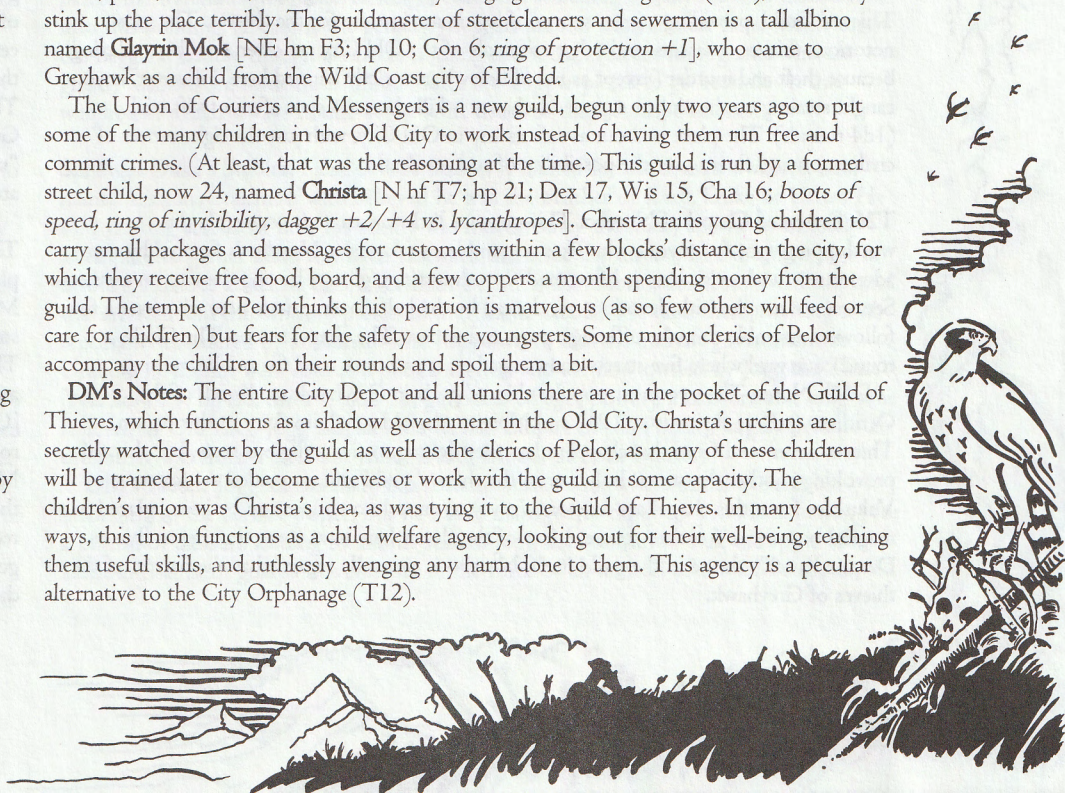 stink up the place terribly. The guildmaster of streetcleaners and sewermen is a tall albino
named Glayrin Mok [NE hm F3; hp 10; Con 6; ring of protection +1], who came to
Greyhawk as a child from the Wild Coast city of Elredd.
The Union of Couriers and Messengers is a new guild, begun only two years ago to put
some of the many children in the Old City to work instead of having them run free and
commit crimes. (At least, that was the reasoning at the time.) This guild is run by a former
street child, now 24, named Christa [N hf T7; hp 21; Dex 17, Wis 15, Cha 16; boots of
speed, ring of invisibility, dagger +2/+4 vs. lycanthropes]. Christa trains young children to
carry small packages and messages for customers within a few blocks' distance in the city, for
which they receive free food, board, and a few coppers a month spending money from the
guild. The temple of Pelor thinks this operation is marvelous (as so few others will feed or
care for children) but fears for the safety of the youngsters. Some minor clerics of Pelor
accompany the children on their rounds and spoil them a bit.
DM's Notes: The entire City Depot and all unions there are in the pocket of the Guild of
Thieves, which functions as a shadow government in the Old City. Christa's urchins are
secretly watched over by the guild as well as the clerics of Pelor, as many of these children
will be trained later to become thieves or work with the guild in some capacity. The
children's union was Christa's idea, as was tying it to the Guild of Thieves. In many odd
ways, this union functions as a child welfare agency, looking out for their well-being, teaching
them useful skills, and ruthlessly avenging any harm done to them. This agency is a peculiar
alternative to the City Orphanage (T12).